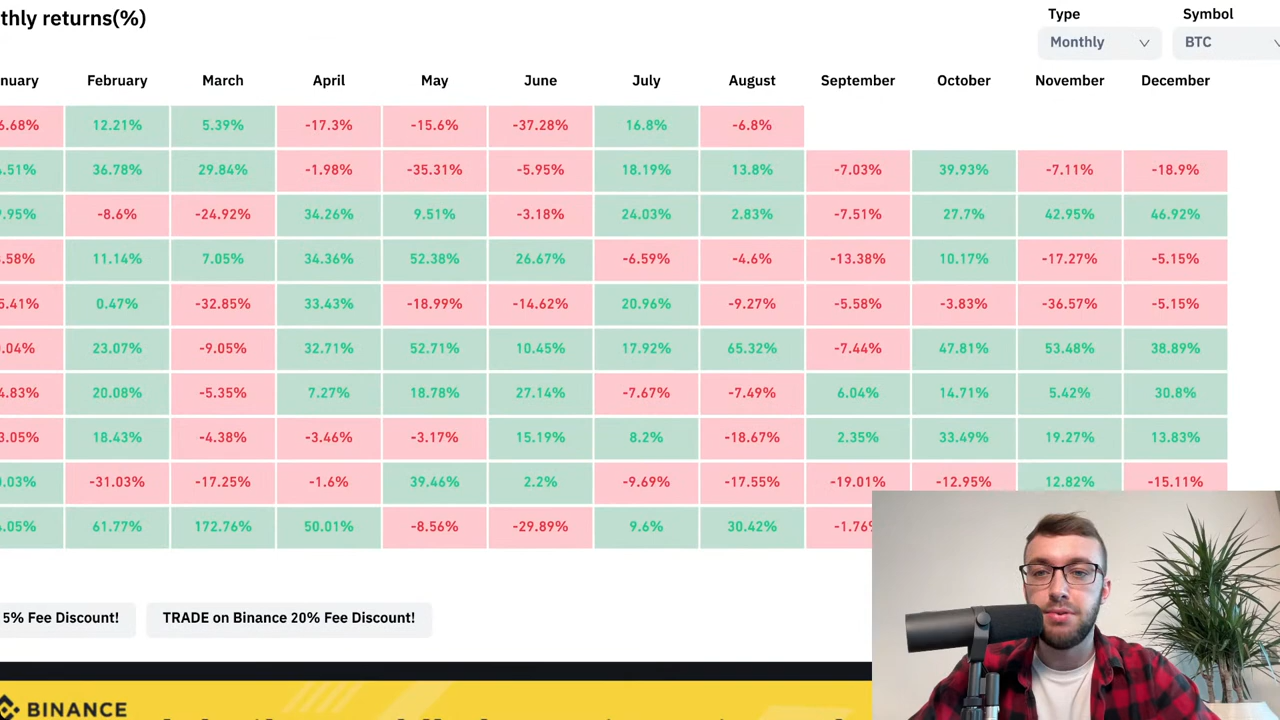 thly returns(%)
Type Symbol
Monthly BTC
nuary February March April May June July August September October November December
6.68% 12.21% 5.39% -17.3% -15.6% -37.28% 16.8% -6.8%
.51% 36.78% 29.84% -1.98% -35.31% -5.95% 18.19% 13.8% -7.03% 39.93% -7.11% -18.9%
.95% -8.6% -24.92% 34.26% 9.51% -3.18% 24.03% 2.83% -7.51% 27.7% 42.95% 46.92%
.58% 11.14% 7.05% 34.36% 52.38% 26.67% -6.59% -4.6% -13.38% 10.17% -17.27% -5.15%
5.41% 0.47% -32.85% 33.43% -18.99% -14.62% 20.96% -9.27% -5.58% -3.83% -36.57% -5.15%
.04% 23.07% -9.05% 32.71% 52.71% 10.45% 17.92% 65.32% -7.44% 47.81% 53.48% 38.89%
4.83% 20.08% -5.35% 7.27% 18.78% 27.14% -7.67% -7.49% 6.04% 14.71% 5.42% 30.8%
3.05% 18.43% -4.38% -3.46% -3.17% 15.19% 8.2% -18.67% 2.35% 33.49% 19.27% 13.83%
.03% -31.03% -17.25% -1.6% 39.46% 2.2% -9.69% -17.55% -19.01% -12.95% 12.82% -15.11%
.05% 61.77% 172.76% 50.01% -8.56% -29.89% 9.6% 30.42% -1.76
5% Fee Discount! TRADE on Binance 20% Fee Discount!
BINANCE